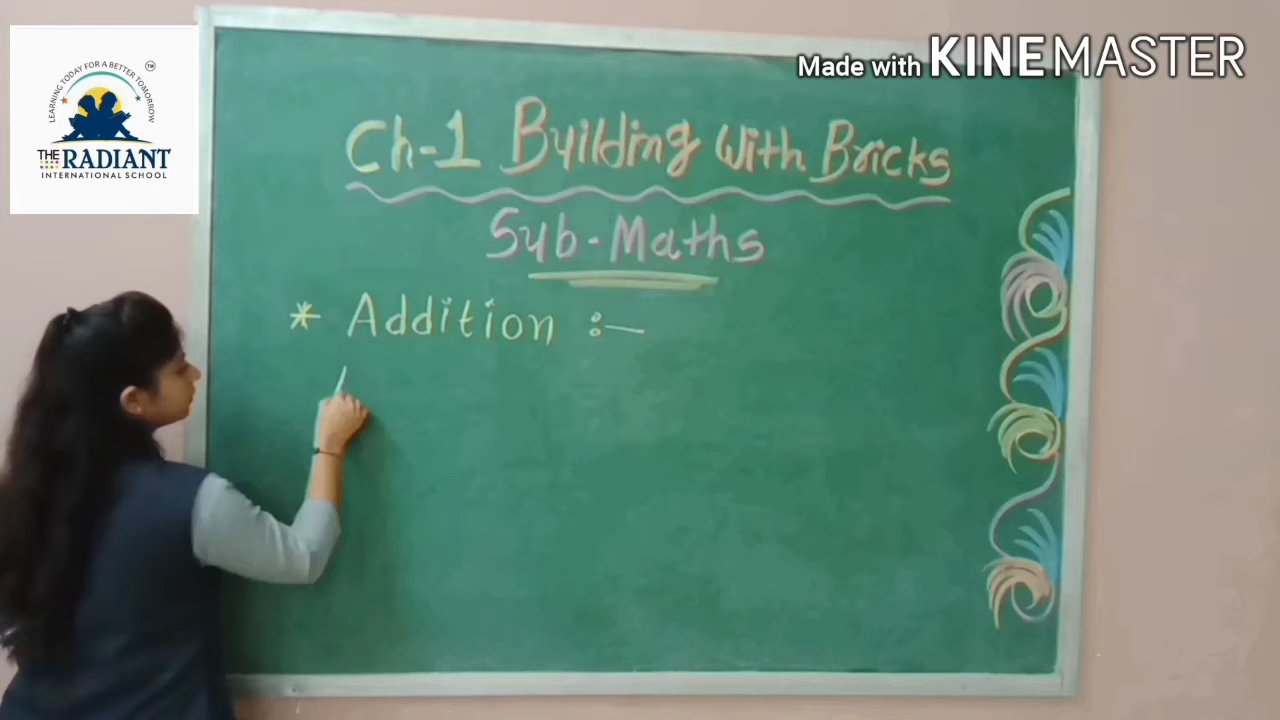 LEARNING TODAY FOR A BETTER TOMORROW
TM
THE RADIANT
INTERNATIONAL SCHOOL
Made with KINEMASTER
Ch-1 Building With Bricks
Sub-Maths
* Addition :-